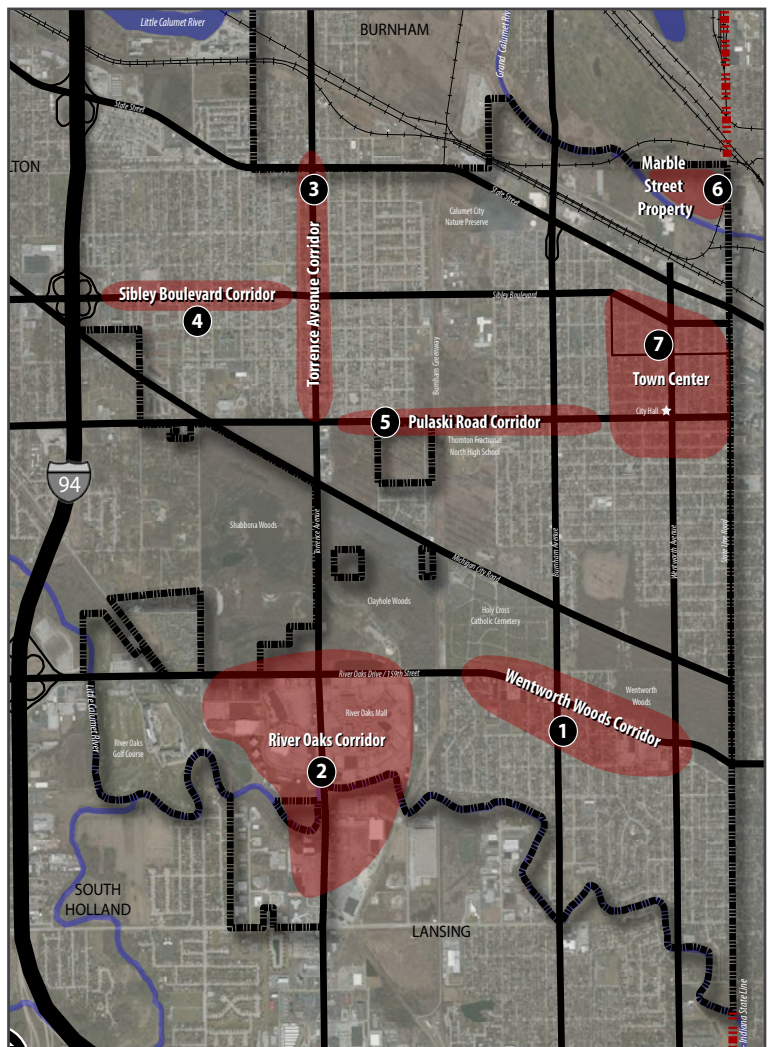 Little Calumet River
BURNHAM
Grand Calumet Riv
State Street
LTON
Marble
Street
Property
6
3
State Street
Calumet City
Nature Preserve
Torrence Avenue Corridor
Sibley Boulevard Corridor
4
Sibley Boulevard
7
Town Center
Burnham Greenway
City Hall
5
Pulaski Road Corridor
Thornton Fractional
North High School
94
Shabbona Woods
Torrence Avenue
Burnham Avenue
Wentworth Avenue
State Line Road
Michigan City Road
Clayhole Woods
Holy Cross
Catholic Cemetery
River Oaks Drive / 159th Street
Wentworth Woods Corridor
1
Wentworth
Woods
Little Calumet River
River Oaks Mall
River Oaks
Golf Course
River Oaks Corridor
2
SOUTH
HOLLAND
LANSING
- Indiana State Line